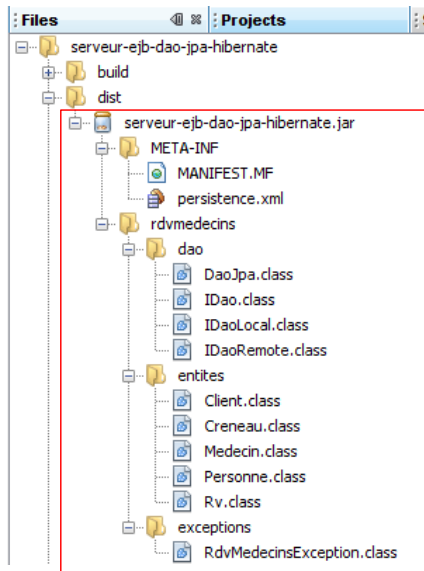 Files
Projects
serveur-ejb-dao-jpa-hibernate
build
dist
serveur-ejb-dao-jpa-hibernate.jar
META-INF
MANIFEST.MF
persistence.xml
rdvmedecins
dao
DaoJpa.class
IDao.class
IDaoLocal.class
IDaoRemote.class
entites
Client.class
Creneau.class
Medecin.class
Personne.class
Rv.class
exceptions
RdvMedecinsException.class